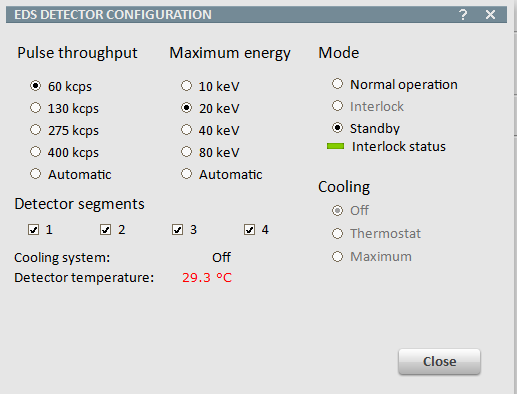 EDS DETECTOR CONFIGURATION ? ✕
Pulse throughput
60 kcps
130 kcps
275 kcps
400 kcps
Automatic
Maximum energy
10 keV
20 keV
40 keV
80 keV
Automatic
Mode
Normal operation
Interlock
Standby
Interlock status
Detector segments
1 2 3 4
Cooling
Off
Thermostat
Maximum
Cooling system: Off
Detector temperature: 29.3 °C
Close